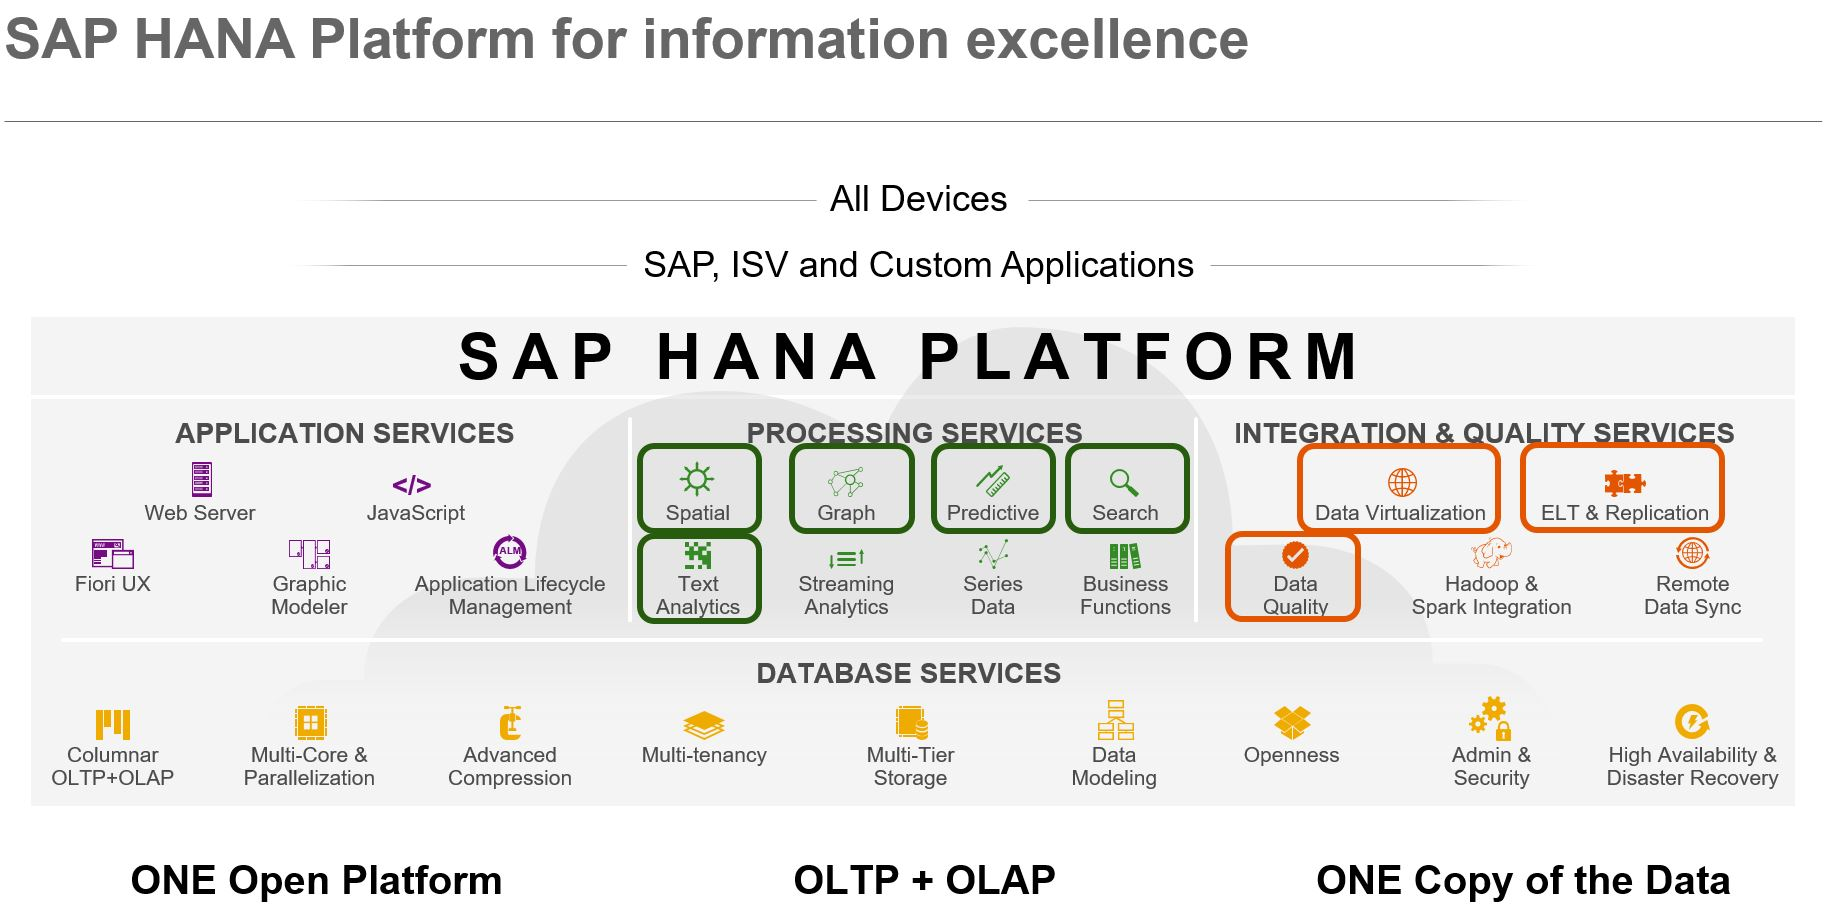 SAP HANA Platform for information excellence
All Devices
SAP, ISV and Custom Applications
SAP HANA PLATFORM
APPLICATION SERVICES
Web Server
</>
JavaScript
Fiori UX
Graphic
Modeler
ALM
Application Lifecycle
Management
PROCESSING SERVICES
Spatial
Graph
Predictive
Search
Text
Analytics
Streaming
Analytics
Series
Data
Business
Functions
INTEGRATION & QUALITY SERVICES
Data Virtualization
ELT & Replication
Data
Quality
Hadoop &
Spark Integration
Remote
Data Sync
DATABASE SERVICES
Columnar
OLTP+OLAP
Multi-Core &
Parallelization
Advanced
Compression
Multi-tenancy
Multi-Tier
Storage
Data
Modeling
Openness
Admin &
Security
High Availability &
Disaster Recovery
ONE Open Platform
OLTP + OLAP
ONE Copy of the Data